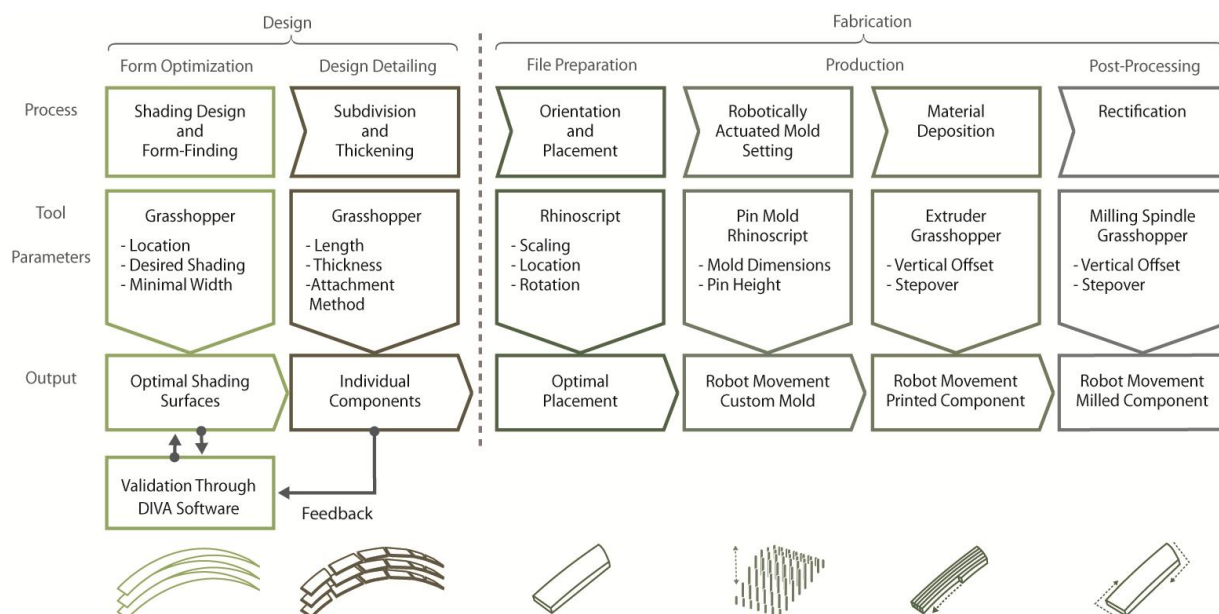 Design
Fabrication
Form Optimization
Design Detailing
File Preparation
Production
Post-Processing
Process
Shading Design
and
Form-Finding
Subdivision
and
Thickening
Orientation
and
Placement
Robotically
Actuated Mold
Setting
Material
Deposition
Rectification
Tool
Parameters
Grasshopper
- Location
- Desired Shading
- Minimal Width
Grasshopper
- Length
- Thickness
-Attachment
Method
Rhinoscript
- Scaling
- Location
- Rotation
Pin Mold
Rhinoscript
- Mold Dimensions
- Pin Height
Extruder
Grasshopper
- Vertical Offset
- Stepover
Milling Spindle
Grasshopper
- Vertical Offset
- Stepover
Output
Optimal Shading
Surfaces
Individual
Components
Optimal
Placement
Robot Movement
Custom Mold
Robot Movement
Printed Component
Robot Movement
Milled Component
Validation Through
DIVA Software
Feedback